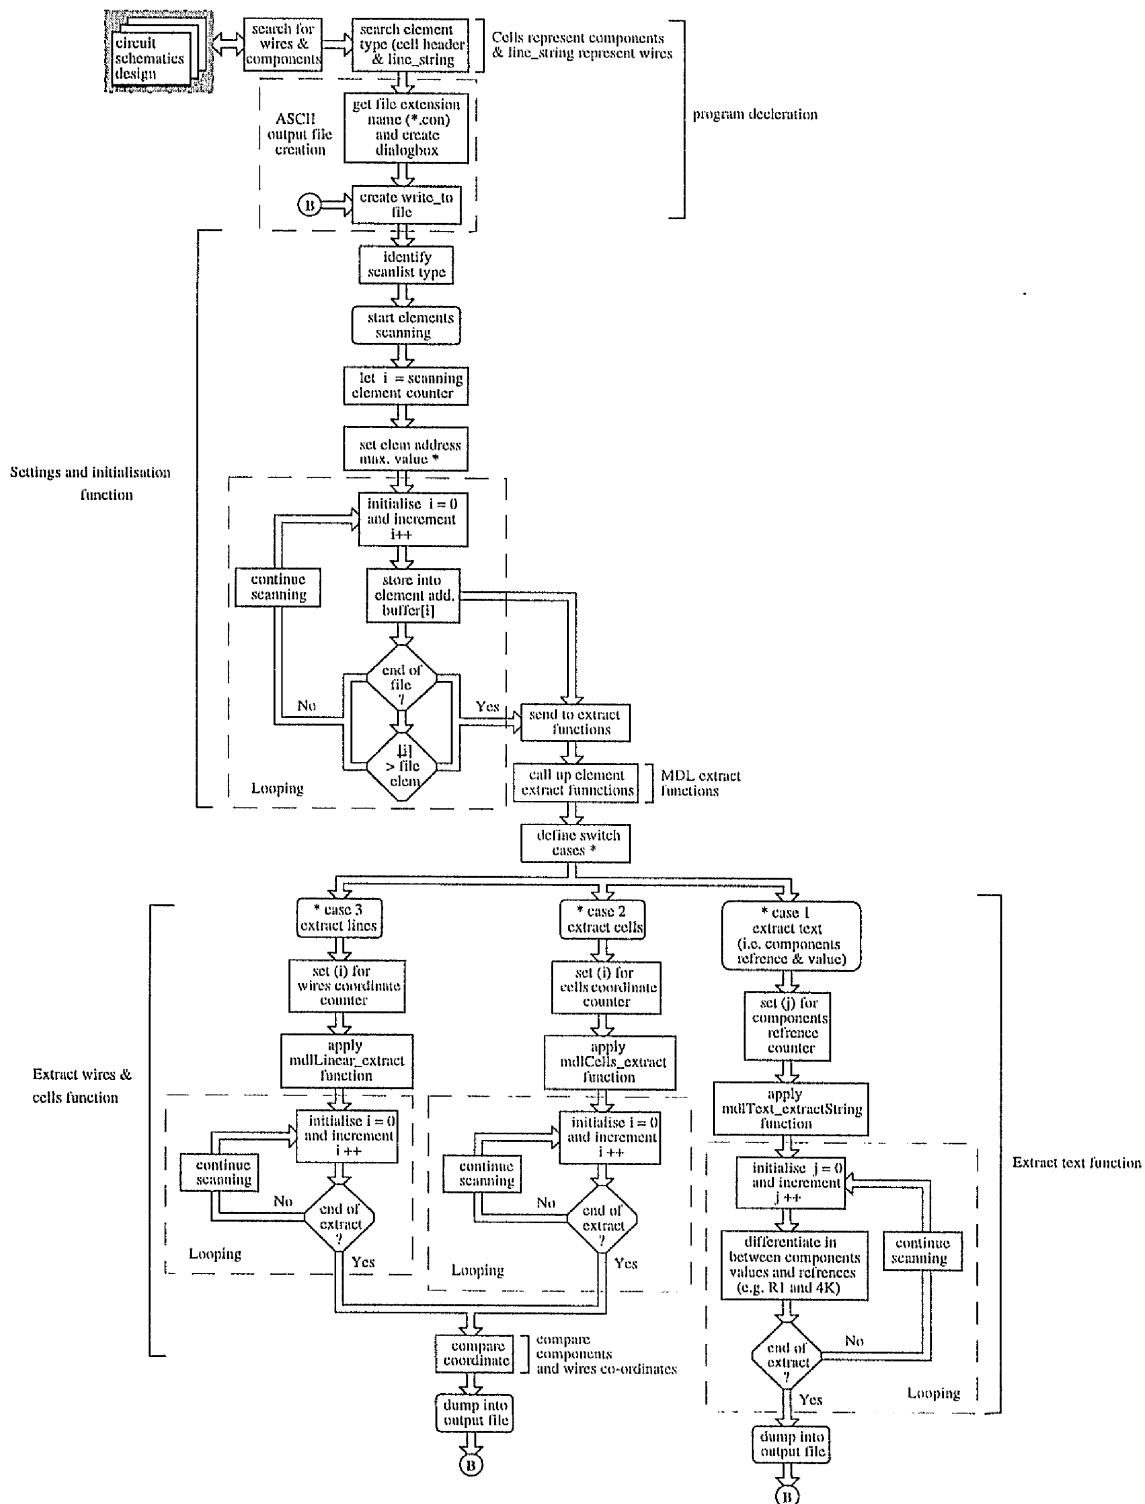 circuit
schematics
design
search for
wires &
components
search element
type (cell header
& line_string
Cells represent components
& line_string represent wires
program decleration
ASCII
output file
creation
get file extension
name (*.con)
and create
dialogbox
B
create write_to
file
identify
scanlist type
start elements
scanning
let i = scanning
element counter
set elem address
max. value *
Settings and initialisation
function
initialise i = 0
and increment
i++
continue
scanning
store into
element add.
buffer[i]
end of
file
?
No
Yes
[i]
> file
elem
Looping
send to extract
functions
call up element
extract funnctions
MDL extract
functions
define switch
cases *
* case 3
extract lines
* case 2
extract cells
* case 1
extract text
(i.e. components
refrence & value)
set (i) for
wires coordinate
counter
set (i) for
cells coordinate
counter
set (j) for
components
refrence
counter
apply
mdlLinear_extract
function
apply
mdlCells_extract
function
apply
mdlText_extractString
function
Extract wires &
cells function
initialise i = 0
and increment
i ++
continue
scanning
No
end of
extract
?
Yes
Looping
initialise i = 0
and increment
i ++
continue
scanning
No
end of
extract
?
Yes
Looping
initialise j = 0
and increment
j ++
differentiate in
between components
values and refrences
(e.g. R1 and 4K)
continue
scanning
Extract text function
end of
extract
?
No
Yes
Looping
compare
coordinate
compare
components
and wires co-ordinates
dump into
output file
B
dump into
output file
B